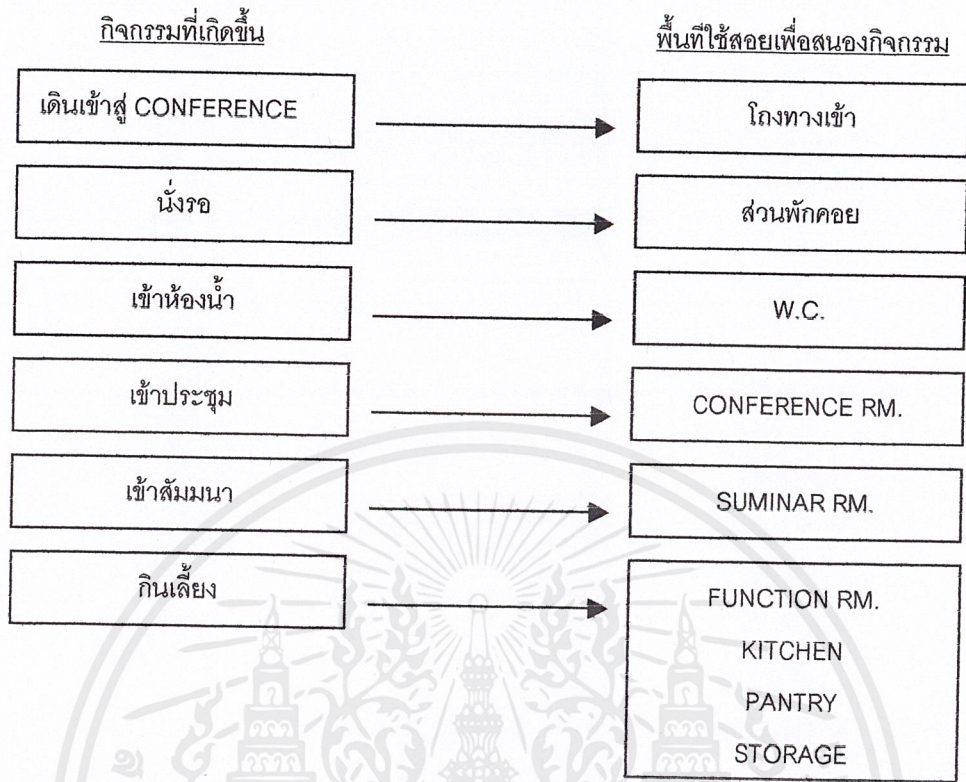 กิจกรรมที่เกิดขึ้น
พื้นที่ใช้สอยเพื่อสนองกิจกรรม
เดินเข้าสู่ CONFERENCE
โถงทางเข้า
นั่งรอ
ส่วนพักคอย
เข้าห้องน้ำ
W.C.
เข้าประชุม
CONFERENCE RM.
เข้าสัมมนา
SUMINAR RM.
กินเลี้ยง
FUNCTION RM.
KITCHEN
PANTRY
STORAGE